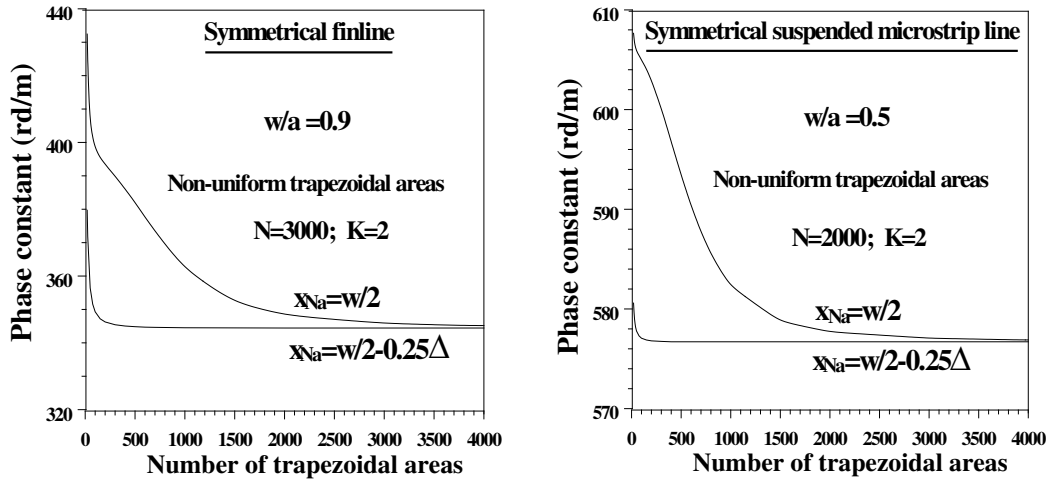 Symmetrical finline
w/a =0.9
Non-uniform trapezoidal areas
N=3000; K=2
xNa=w/2
xNa=w/2-0.25Δ
Phase constant (rd/m)
440
400
360
320
0 500 1000 1500 2000 2500 3000 3500 4000
Number of trapezoidal areas
Symmetrical suspended microstrip line
w/a =0.5
Non-uniform trapezoidal areas
N=2000; K=2
xNa=w/2
xNa=w/2-0.25Δ
Phase constant (rd/m)
610
600
590
578
570
0 500 1000 1500 2000 2500 3000 3500 4000
Number of trapezoidal areas